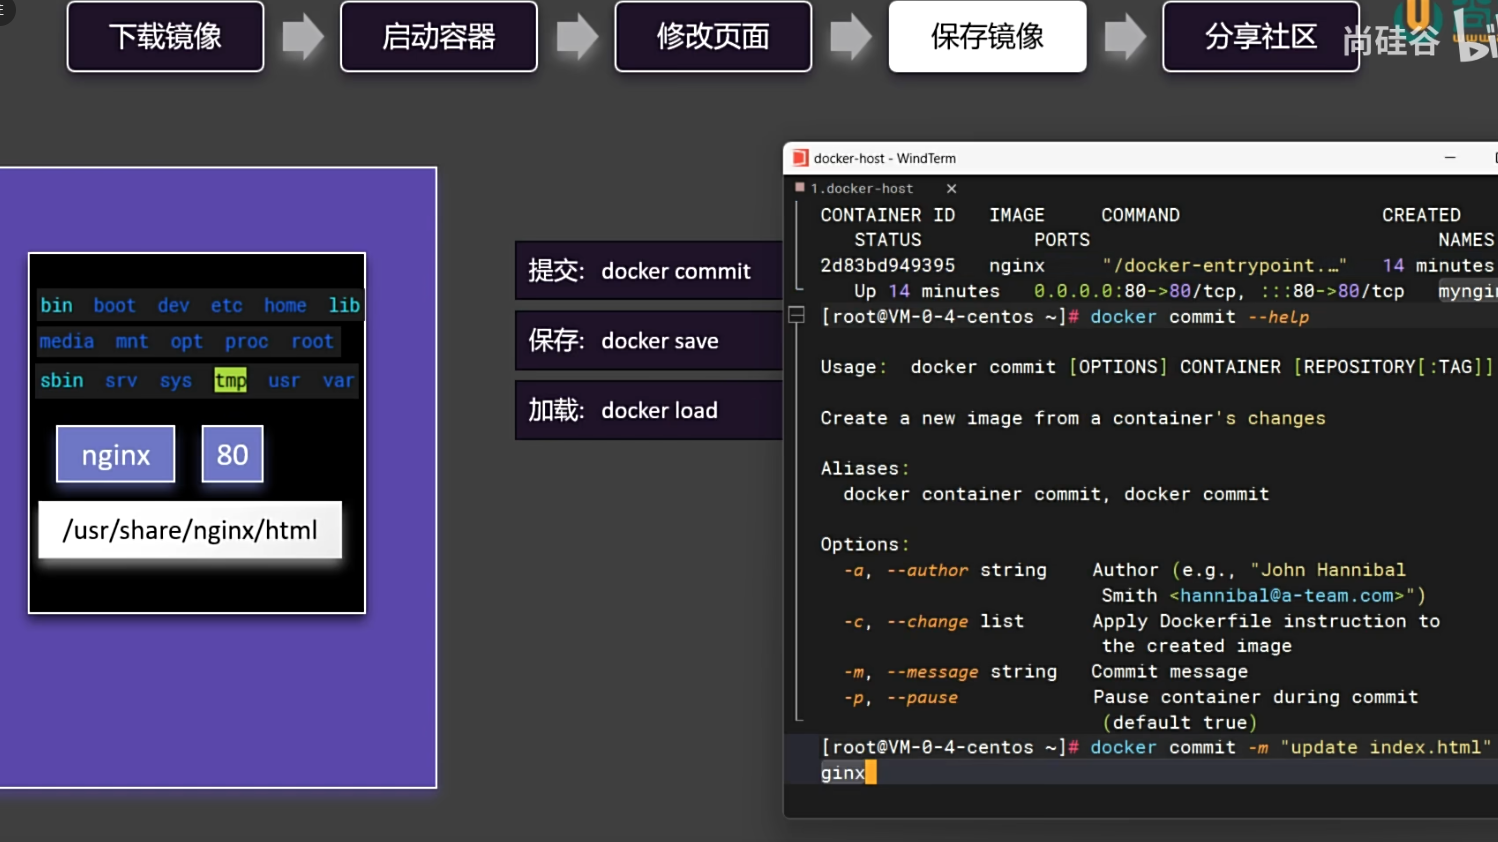 下载镜像
启动容器
修改页面
保存镜像
分享社区
尚硅谷
bin boot dev etc home lib
media mnt opt proc root
sbin srv sys tmp usr var
nginx 80
/usr/share/nginx/html
提交: docker commit
保存: docker save
加载: docker load
docker-host - WindTerm
1.docker-host
CONTAINER ID IMAGE COMMAND CREATED
STATUS PORTS NAMES
2d83bd949395 nginx "/docker-entrypoint.…" 14 minutes
Up 14 minutes 0.0.0.0:80->80/tcp, :::80->80/tcp myngi
[root@VM-0-4-centos ~]# docker commit --help
Usage: docker commit [OPTIONS] CONTAINER [REPOSITORY[:TAG]]
Create a new image from a container's changes
Aliases:
docker container commit, docker commit
Options:
-a, --author string Author (e.g., "John Hannibal
Smith <hannibal@a-team.com>")
-c, --change list Apply Dockerfile instruction to
the created image
-m, --message string Commit message
-p, --pause Pause container during commit
(default true)
[root@VM-0-4-centos ~]# docker commit -m "update index.html"
ginx